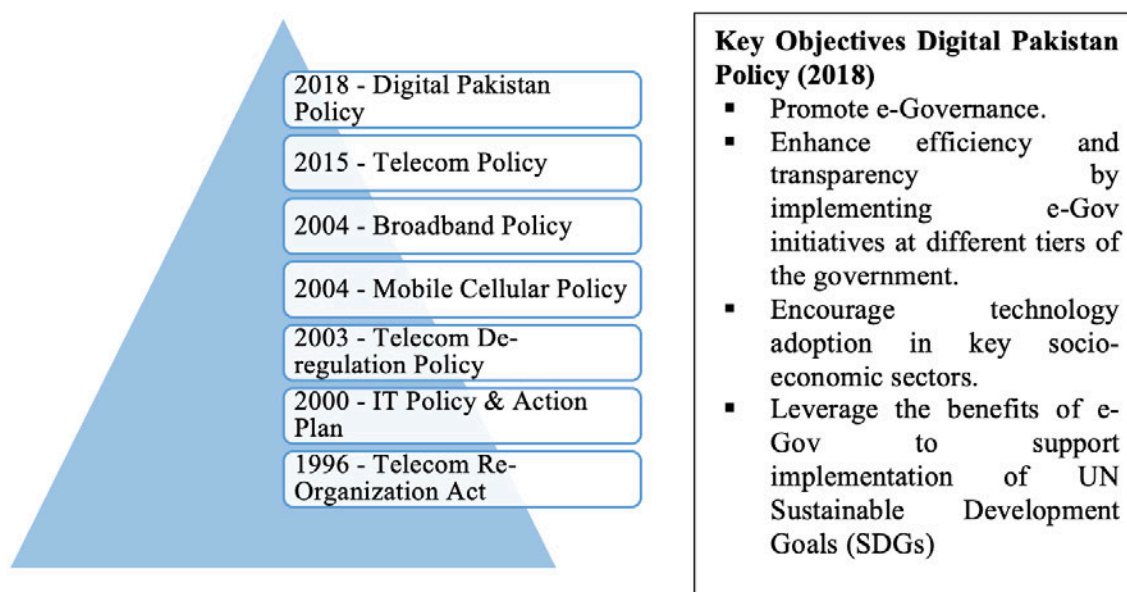 2018 - Digital Pakistan
Policy
2015 - Telecom Policy
2004 - Broadband Policy
2004 - Mobile Cellular Policy
2003 - Telecom De-
regulation Policy
2000 - IT Policy & Action
Plan
1996 - Telecom Re-
Organization Act
Key Objectives Digital Pakistan
Policy (2018)
▪ Promote e-Governance.
▪ Enhance efficiency and
transparency by
implementing e-Gov
initiatives at different tiers of
the government.
▪ Encourage technology
adoption in key socio-
economic sectors.
▪ Leverage the benefits of e-
Gov to support
implementation of UN
Sustainable Development
Goals (SDGs)